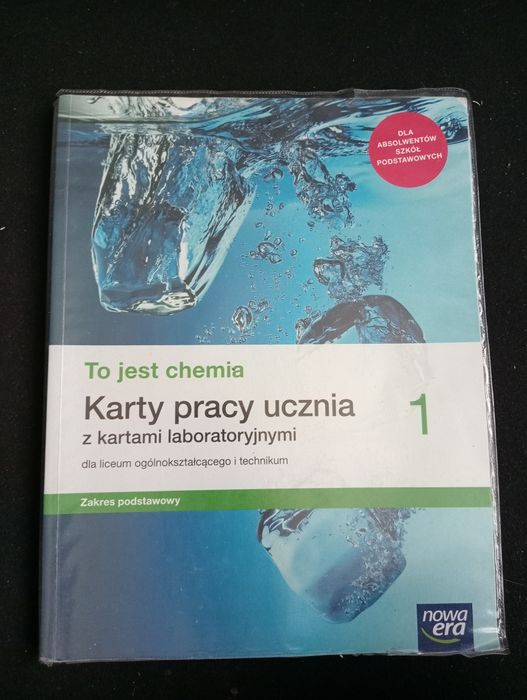 DLA
ABSOLWENTÓW
SZKÓŁ
PODSTAWOWYCH
To jest chemia
Karty pracy ucznia
1
z kartami laboratoryjnymi
dla liceum ogólnokształcącego i technikum
Zakres podstawowy
nowa
era